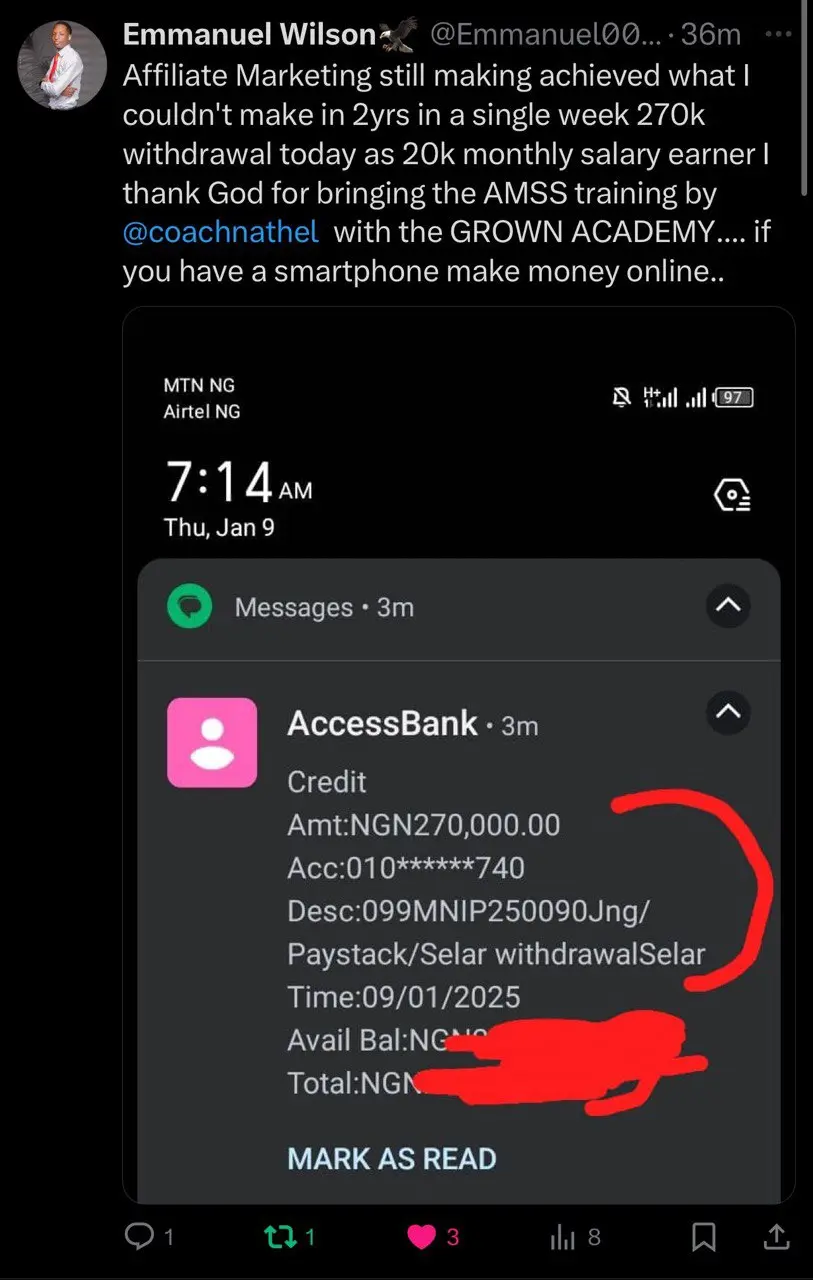 Emmanuel Wilson🦅 @Emmanuel00... · 36m
Affiliate Marketing still making achieved what I
couldn't make in 2yrs in a single week 270k
withdrawal today as 20k monthly salary earner I
thank God for bringing the AMSS training by
@coachnathel with the GROWN ACADEMY.... if
you have a smartphone make money online..
MTN NG
Airtel NG
H+
97
7:14 AM
Thu, Jan 9
Messages • 3m
AccessBank • 3m
Credit
Amt:NGN270,000.00
Acc:010******740
Desc:099MNIP250090Jng/
Paystack/Selar withdrawalSelar
Time:09/01/2025
Avail Bal:NGN
Total:NGN
MARK AS READ
1 1 3 8